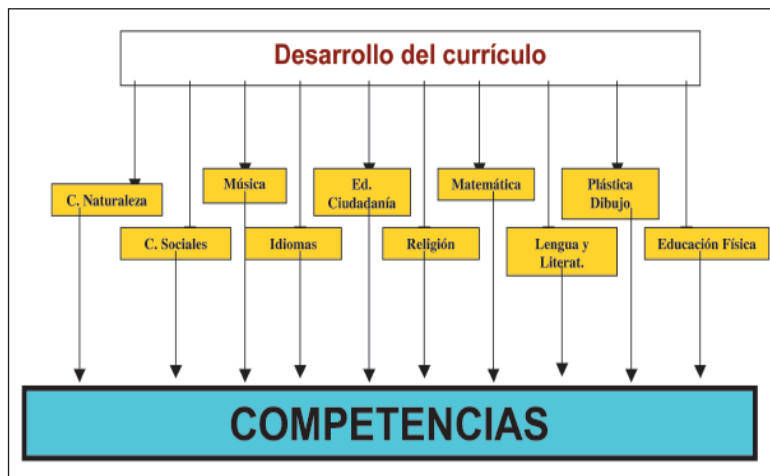 Desarrollo del currículo
C. Naturaleza
Música
Ed.
Ciudadanía
Matemática
Plástica
Dibujo
C. Sociales
Idiomas
Religión
Lengua y
Literat.
Educación Física
COMPETENCIAS